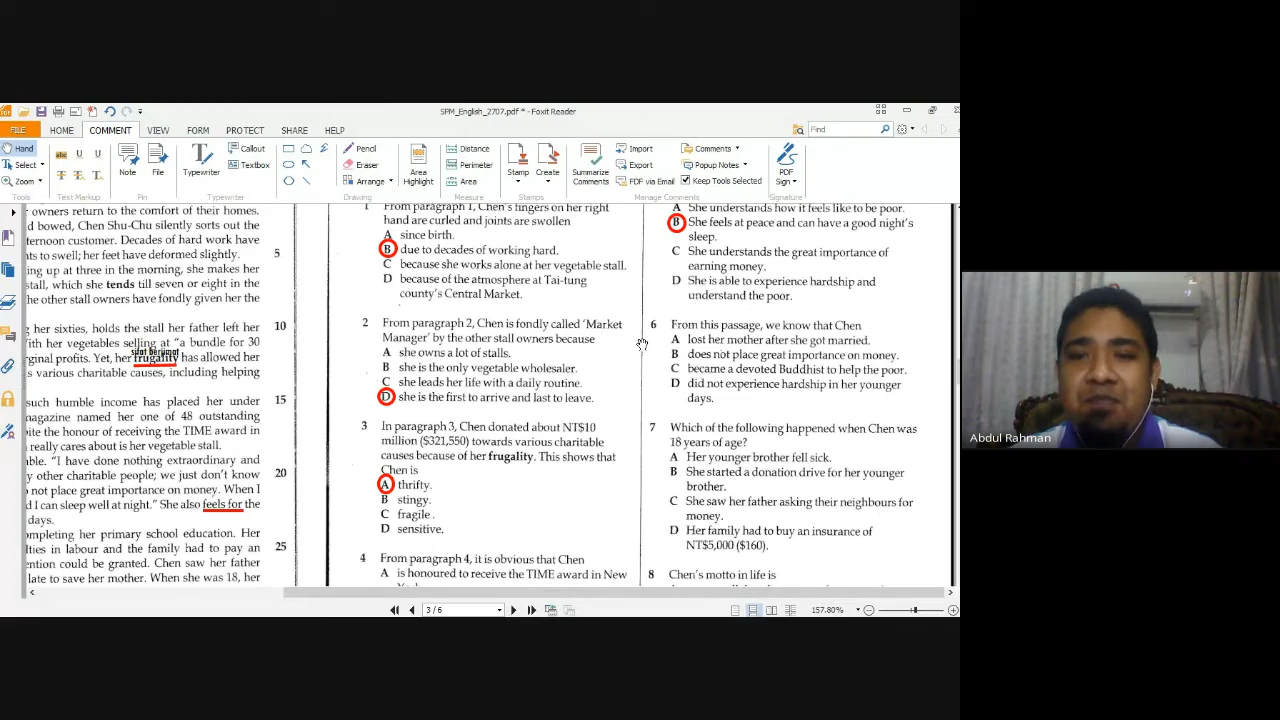 SPM_English_2707.pdf * - Foxit Reader
FILE HOME COMMENT VIEW FORM PROTECT SHARE HELP
Find
Hand
Select
Zoom
Tools
Text Markup
Note
File
Pin
Typewriter
Callout
Textbox
Typewriter
Pencil
Eraser
Arrange
Drawing
Area
Highlight
Distance
Perimeter
Area
Measure
Stamp
Create
Stamps
Summarize
Comments
Import
Export
FDF via Email
Comments
Popup Notes
Keep Tools Selected
Manage Comments
PDF
Sign
Signature
owners return to the comfort of their homes.
d bowed, Chen Shu-Chu silently sorts out the
ternoon customer. Decades of hard work have
nts to swell; her feet have deformed slightly. 5
ing up at three in the morning, she makes her
stall, which she tends till seven or eight in the
he other stall owners have fondly given her the
g her sixties, holds the stall her father left her 10
With her vegetables selling at "a bundle for 30
sifat berjimat
rginal profits. Yet, her frugality has allowed her
s various charitable causes, including helping
such humble income has placed her under
magazine named her one of 48 outstanding 15
pite the honour of receiving the TIME award in
really cares about is her vegetable stall.
ble. "I have done nothing extraordinary and
y other charitable people; we just don't know 20
not place great importance on money. When I
d I can sleep well at night." She also feels for the
days.
ompleting her primary school education. Her
lties in labour and the family had to pay an 25
ention could be granted. Chen saw her father
late to save her mother. When she was 18, her
1 From paragraph 1, Chen's fingers on her right
hand are curled and joints are swollen
A since birth.
B due to decades of working hard.
C because she works alone at her vegetable stall.
D because of the atmosphere at Tai-tung
county's Central Market.
2 From paragraph 2, Chen is fondly called 'Market
Manager' by the other stall owners because
A she owns a lot of stalls.
B she is the only vegetable wholesaler.
C she leads her life with a daily routine.
D she is the first to arrive and last to leave.
3 In paragraph 3, Chen donated about NT$10
million ($321,550) towards various charitable
causes because of her frugality. This shows that
Chen is
A thrifty.
B stingy.
C fragile.
D sensitive.
4 From paragraph 4, it is obvious that Chen
A is honoured to receive the TIME award in New
A She understands how it feels like to be poor.
B She feels at peace and can have a good night's
sleep.
C She understands the great importance of
earning money.
D She is able to experience hardship and
understand the poor.
6 From this passage, we know that Chen
A lost her mother after she got married.
B does not place great importance on money.
C became a devoted Buddhist to help the poor.
D did not experience hardship in her younger
days.
7 Which of the following happened when Chen was
18 years of age?
A Her younger brother fell sick.
B She started a donation drive for her younger
brother.
C She saw her father asking their neighbours for
money.
D Her family had to buy an insurance of
NT$5,000 ($160).
8 Chen's motto in life is
3 / 6
157.80%
Abdul Rahman